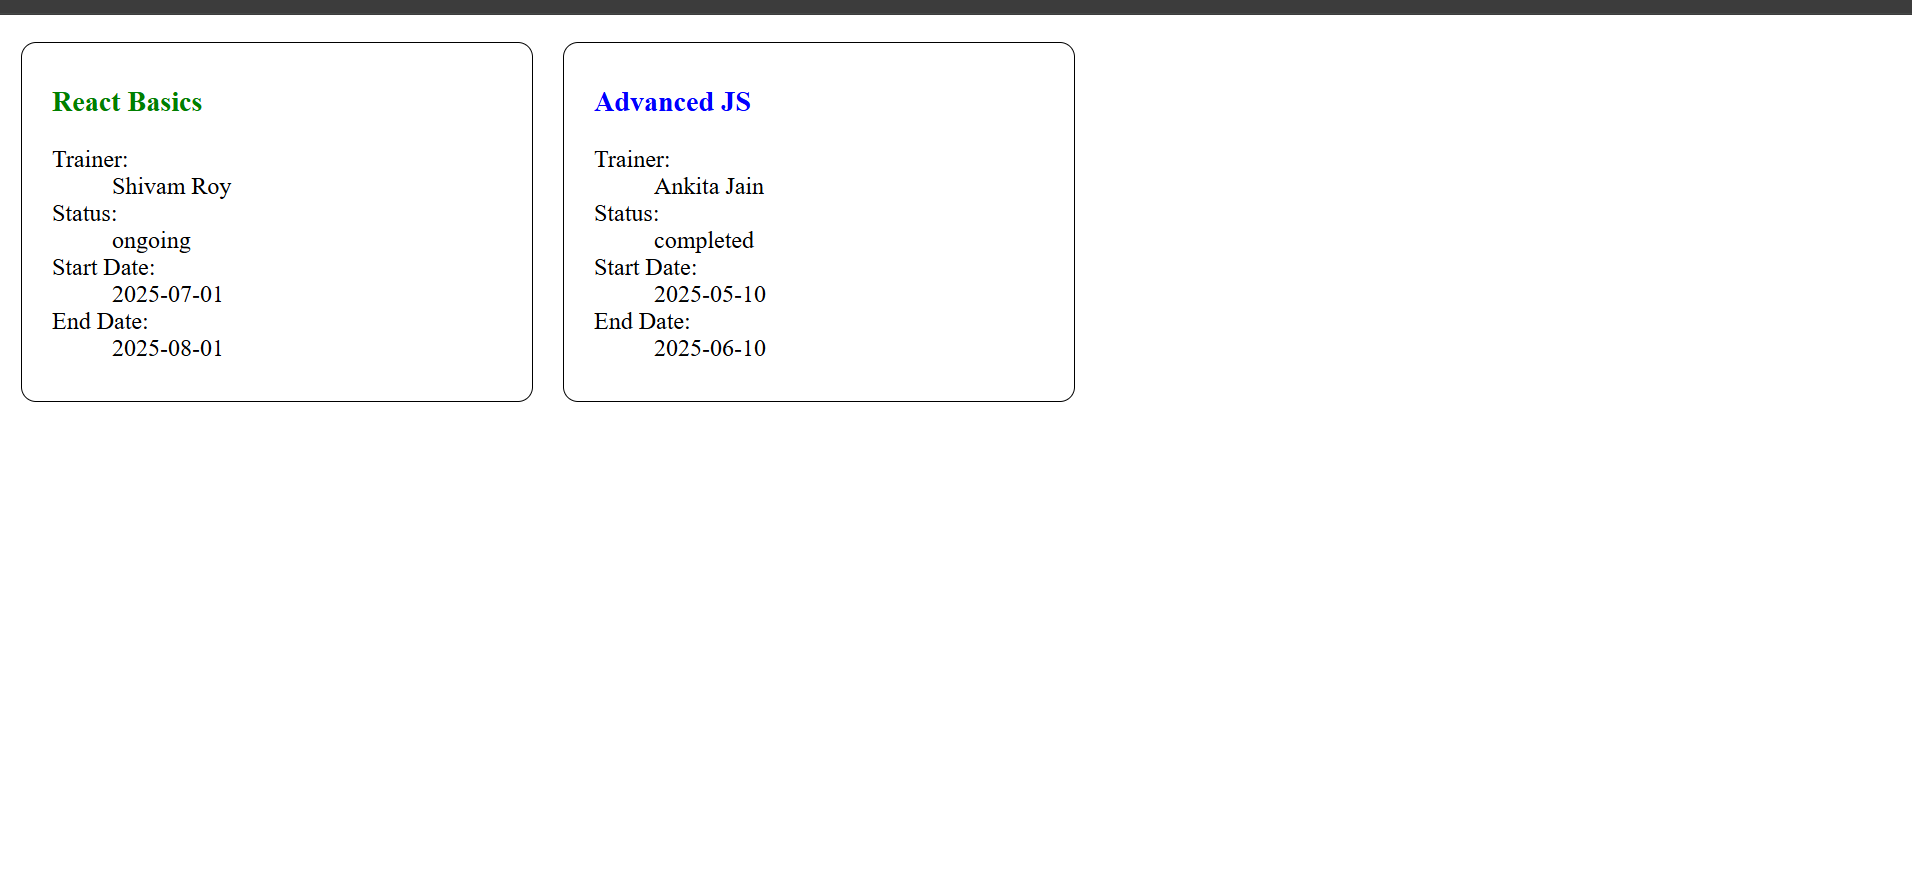 React Basics
Trainer:
Shivam Roy
Status:
ongoing
Start Date:
2025-07-01
End Date:
2025-08-01
Advanced JS
Trainer:
Ankita Jain
Status:
completed
Start Date:
2025-05-10
End Date:
2025-06-10